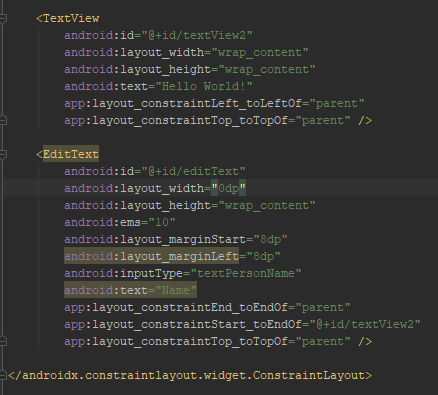 <TextView
android:id="@+id/textView2"
android:layout_width="wrap_content"
android:layout_height="wrap_content"
android:text="Hello World!"
app:layout_constraintLeft_toLeftOf="parent"
app:layout_constraintTop_toTopOf="parent" />
<EditText
android:id="@+id/editText"
android:layout_width="0dp"
android:layout_height="wrap_content"
android:ems="10"
android:layout_marginStart="8dp"
android:layout_marginLeft="8dp"
android:inputType="textPersonName"
android:text="Name"
app:layout_constraintEnd_toEndOf="parent"
app:layout_constraintStart_toEndOf="@+id/textView2"
app:layout_constraintTop_toTopOf="parent" />
</androidx.constraintlayout.widget.ConstraintLayout>